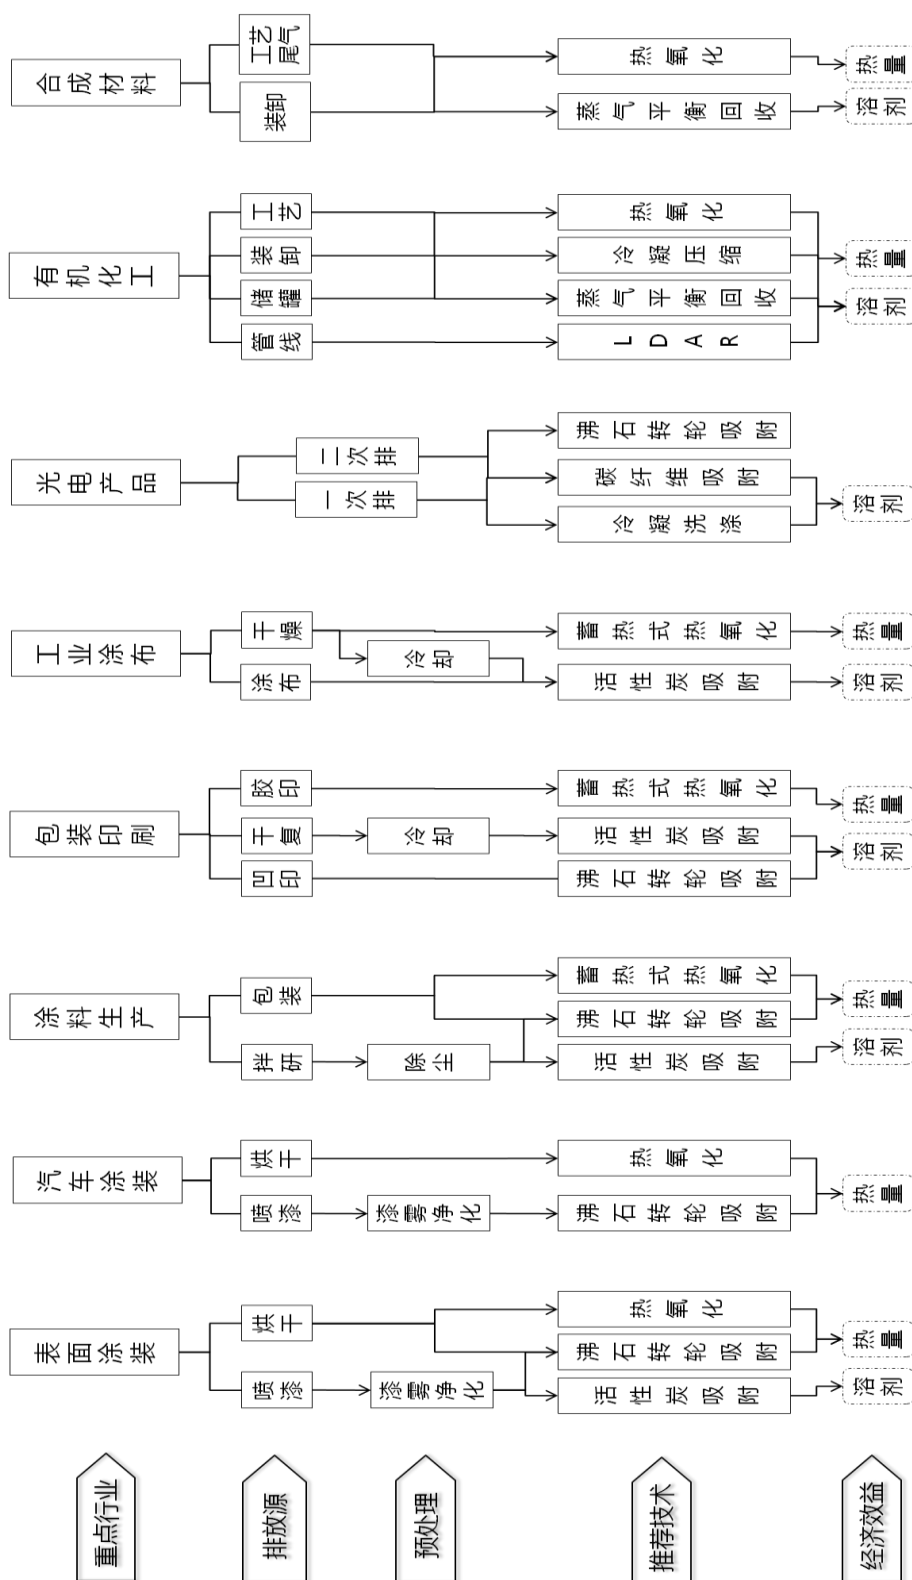 重点行业
排放源
预处理
推荐技术
经济效益
表面涂装
喷漆
烘干
漆雾净化
活性炭吸附
沸石转轮吸附
热氧化
溶剂
热量
汽车涂装
喷漆
烘干
漆雾净化
沸石转轮吸附
热氧化
热量
涂料生产
拌研
包装
除尘
活性炭吸附
沸石转轮吸附
蓄热式热氧化
溶剂
热量
包装印刷
凹印
干复
胶印
冷却
沸石转轮吸附
活性炭吸附
蓄热式热氧化
溶剂
热量
工业涂布
涂布
干燥
冷却
活性炭吸附
蓄热式热氧化
溶剂
热量
光电产品
一次排
二次排
冷凝洗涤
碳纤维吸附
沸石转轮吸附
溶剂
有机化工
管线
储罐
装卸
工艺
LDAR
蒸气平衡回收
冷凝压缩
热氧化
溶剂
热量
合成材料
装卸
工艺
尾气
蒸气平衡回收
热氧化
溶剂
热量